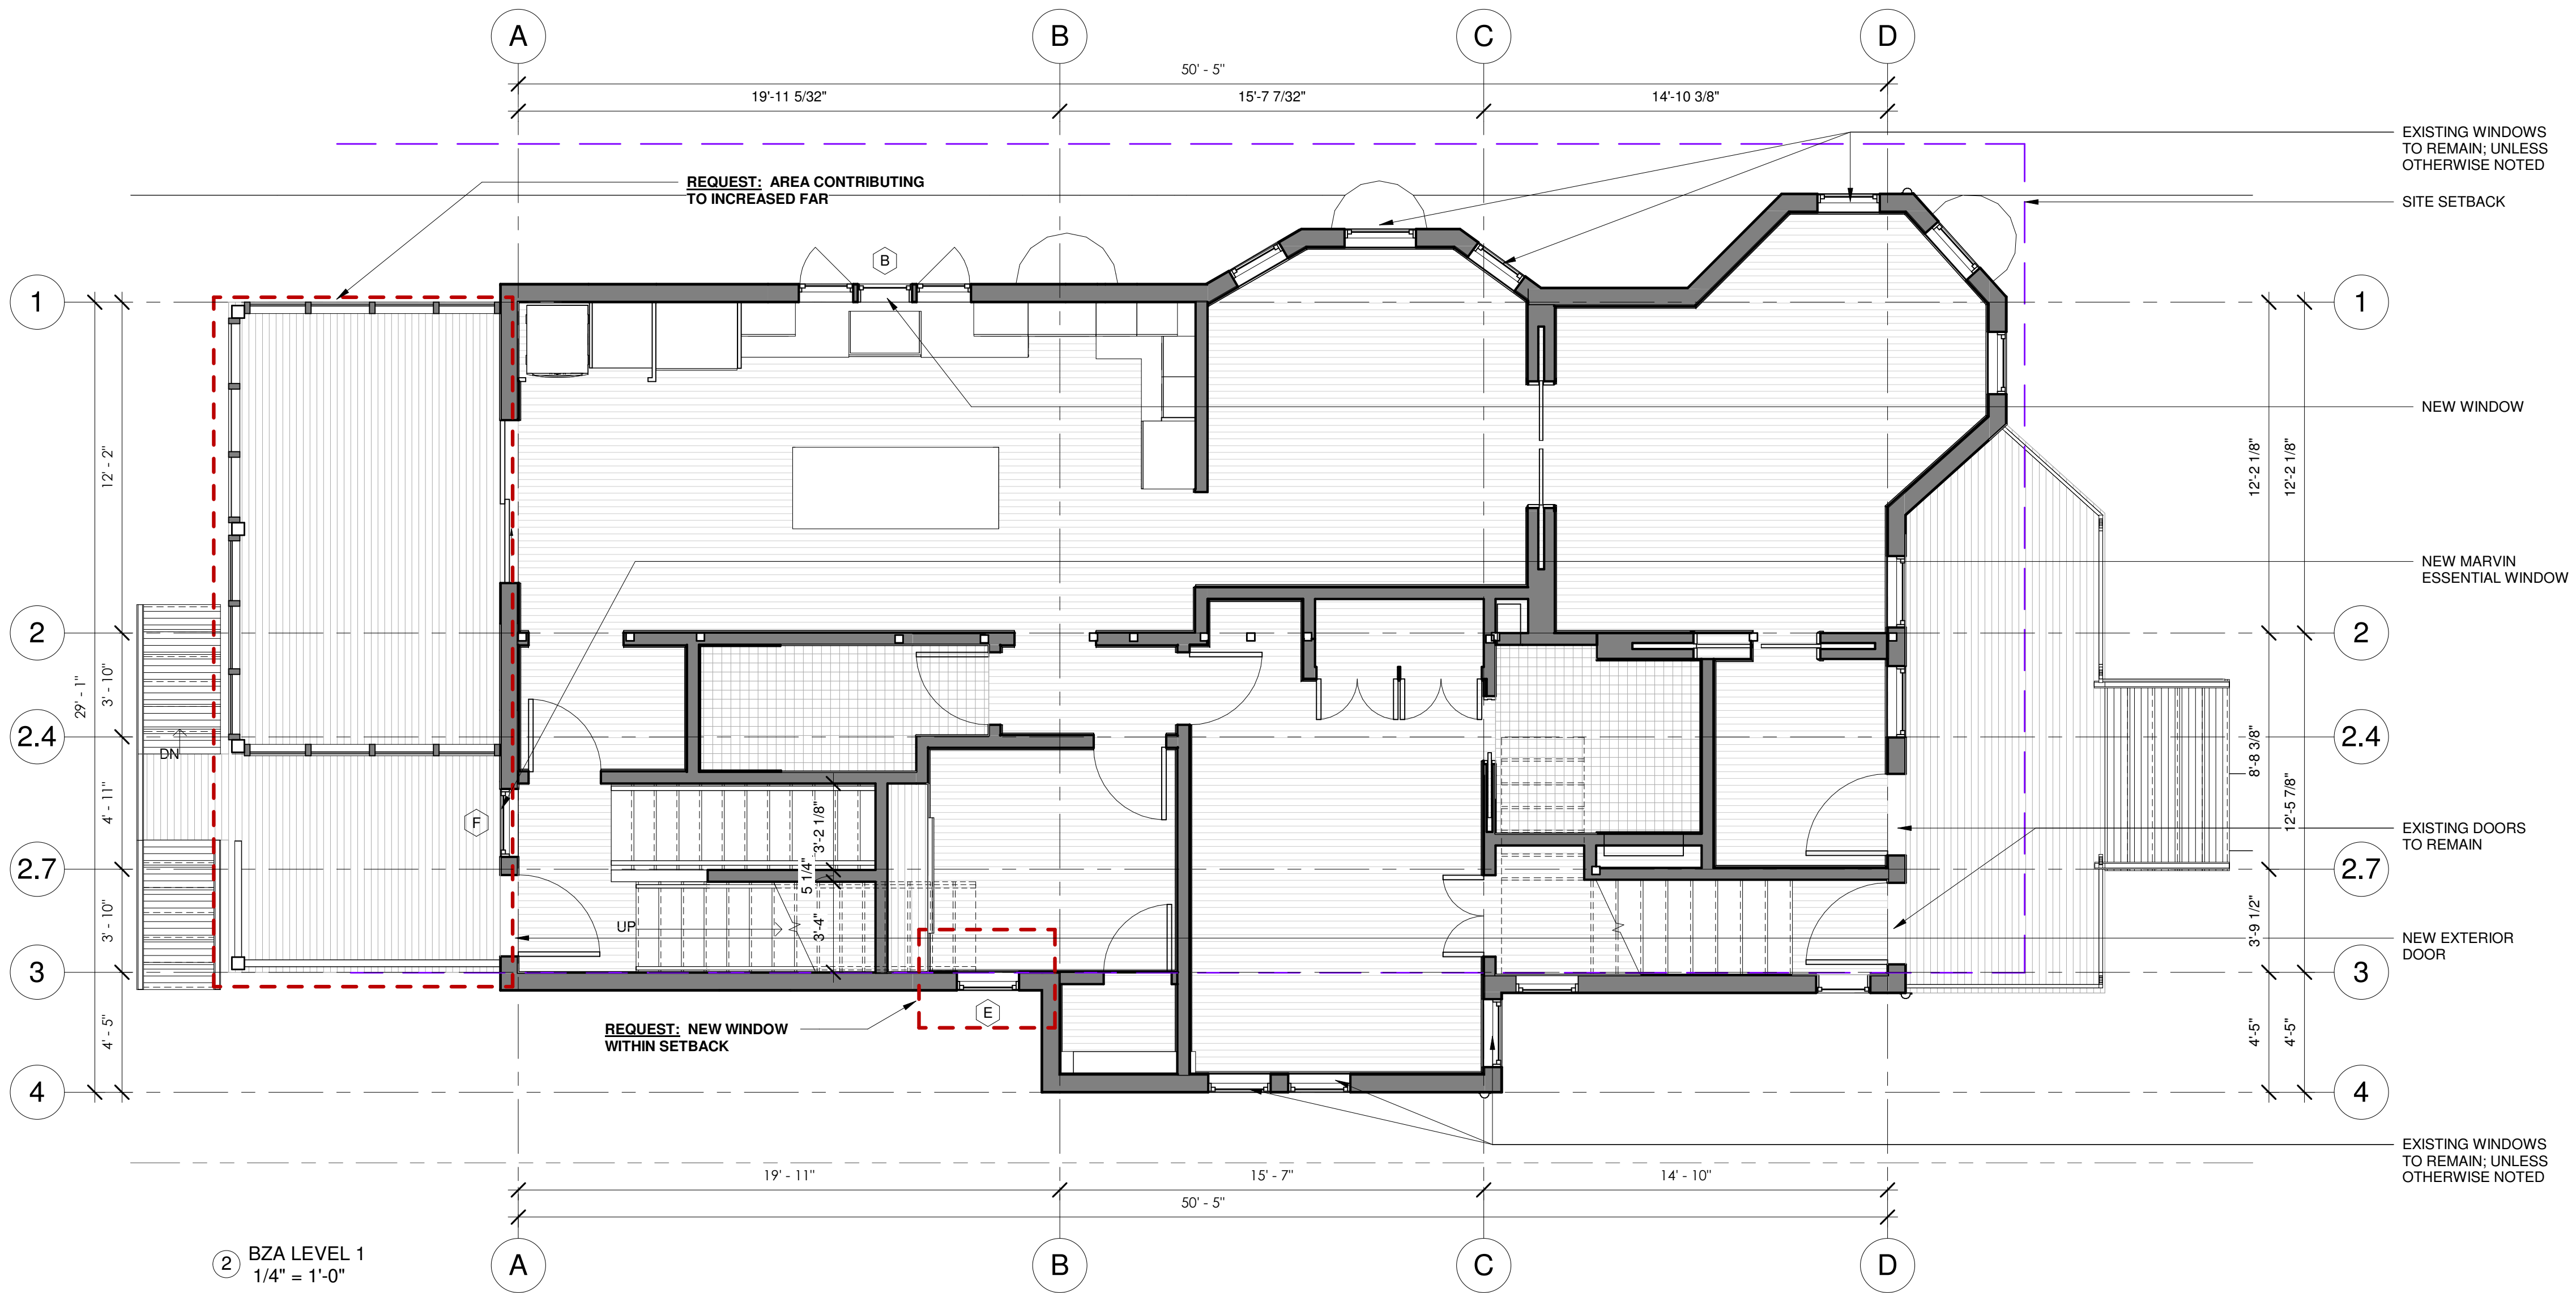 A B C D
50' - 5"
19'-11 5/32" 15'-7 7/32" 14'-10 3/8"
EXISTING WINDOWS
TO REMAIN; UNLESS
OTHERWISE NOTED
REQUEST: AREA CONTRIBUTING
TO INCREASED FAR
SITE SETBACK
B
1 1
NEW WINDOW
12' - 2" 12'-2 1/8" 12'-2 1/8"
NEW MARVIN
ESSENTIAL WINDOW
2 2
3' - 10"
29' - 1"
2.4 2.4
DN
8'-8 3/8"
4' - 11" 12'-5 7/8"
F
3'-2 1/8"
EXISTING DOORS
TO REMAIN
5 1/4"
2.7 2.7
3' - 10" 3'-4" 3'-9 1/2"
UP
NEW EXTERIOR
DOOR
3 3
E
REQUEST: NEW WINDOW
WITHIN SETBACK
4' - 5" 4'-5" 4'-5"
4 4
EXISTING WINDOWS
TO REMAIN; UNLESS
OTHERWISE NOTED
19' - 11" 15' - 7" 14' - 10"
50' - 5"
A B C D
2 BZA LEVEL 1
1/4" = 1'-0"